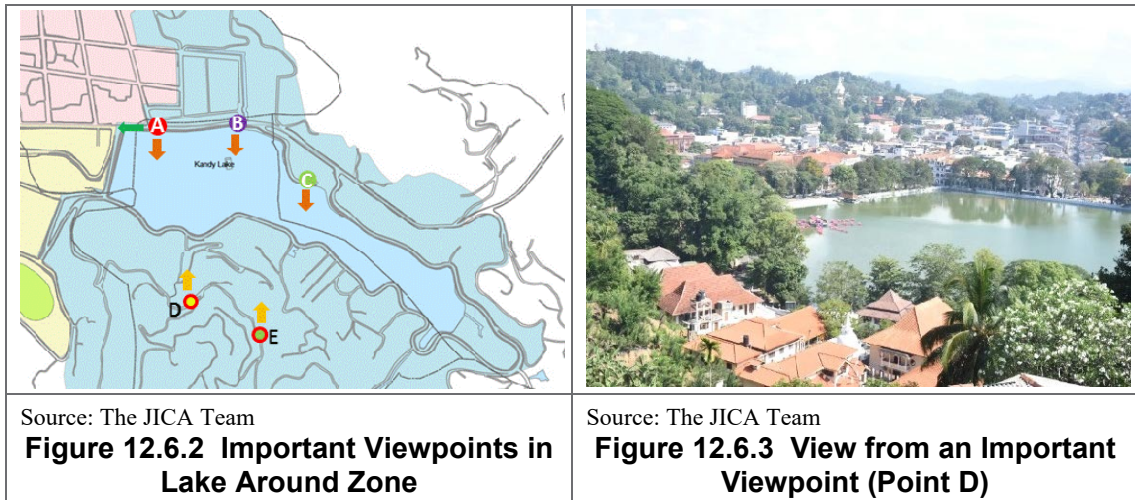 A
B
Kandy Lake
C
D
E
Source: The JICA Team
Figure 12.6.2 Important Viewpoints in
Lake Around Zone
Source: The JICA Team
Figure 12.6.3 View from an Important
Viewpoint (Point D)